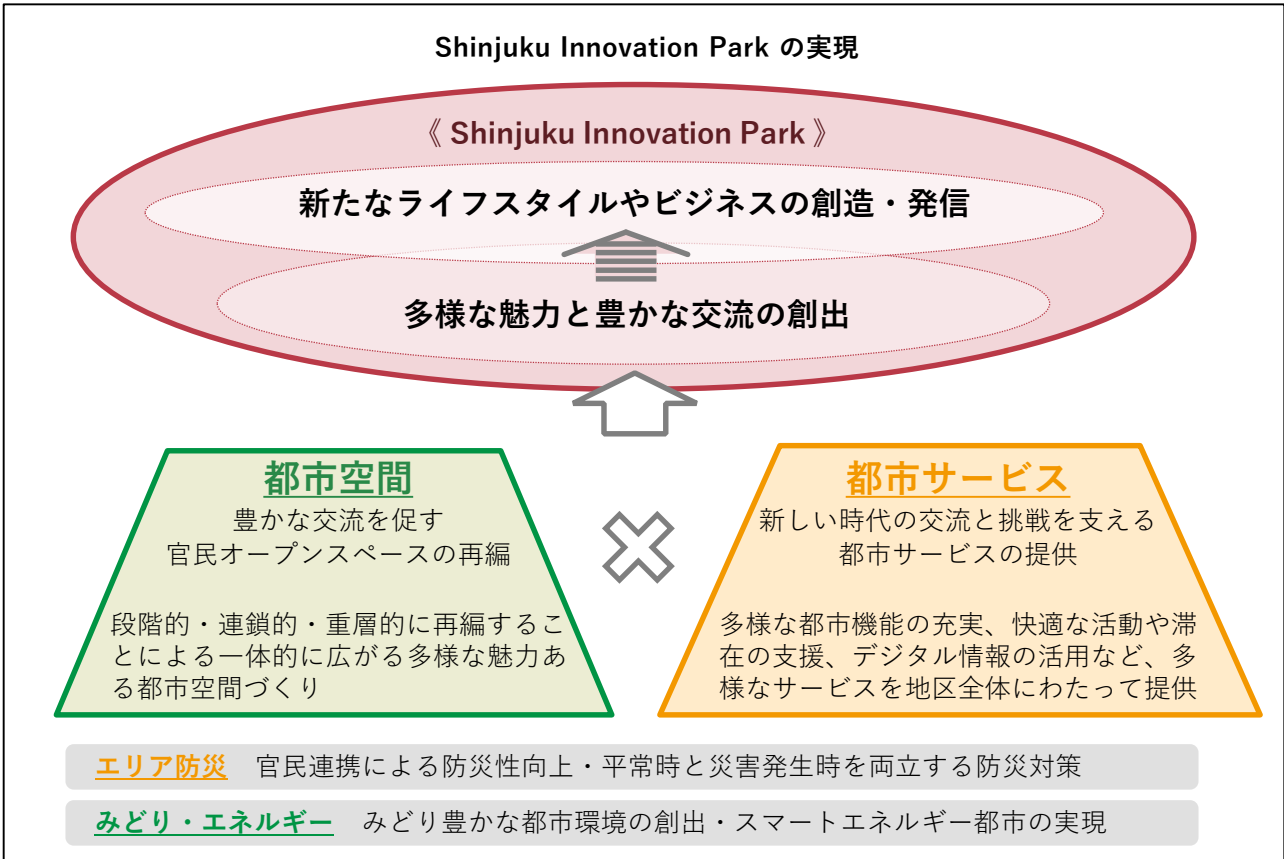 Shinjuku Innovation Park の実現
《 Shinjuku Innovation Park 》
新たなライフスタイルやビジネスの創造・発信
多様な魅力と豊かな交流の創出
都市空間
豊かな交流を促す
官民オープンスペースの再編
段階的・連鎖的・重層的に再編するこ
とによる一体的に広がる多様な魅力あ
る都市空間づくり
都市サービス
新しい時代の交流と挑戦を支える
都市サービスの提供
多様な都市機能の充実、快適な活動や滞
在の支援、デジタル情報の活用など、多
様なサービスを地区全体にわたって提供
エリア防災 官民連携による防災性向上・平常時と災害発生時を両立する防災対策
みどり・エネルギー みどり豊かな都市環境の創出・スマートエネルギー都市の実現